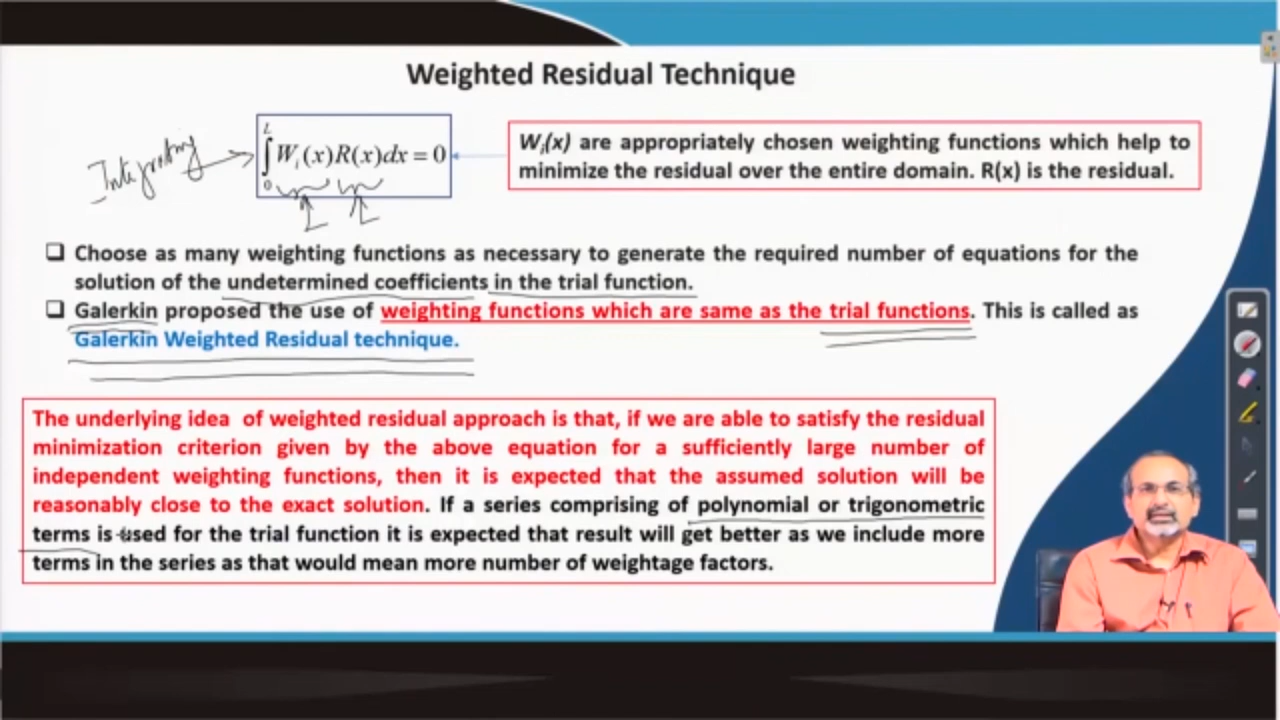 Weighted Residual Technique
Integrating
∫₀ᴸ Wᵢ(x)R(x)dx = 0
Wᵢ(x) are appropriately chosen weighting functions which help to
minimize the residual over the entire domain. R(x) is the residual.
❑ Choose as many weighting functions as necessary to generate the required number of equations for the
solution of the undetermined coefficients in the trial function.
❑ Galerkin proposed the use of weighting functions which are same as the trial functions. This is called as
Galerkin Weighted Residual technique.
The underlying idea of weighted residual approach is that, if we are able to satisfy the residual
minimization criterion given by the above equation for a sufficiently large number of
independent weighting functions, then it is expected that the assumed solution will be
reasonably close to the exact solution. If a series comprising of polynomial or trigonometric
terms is used for the trial function it is expected that result will get better as we include more
terms in the series as that would mean more number of weightage factors.